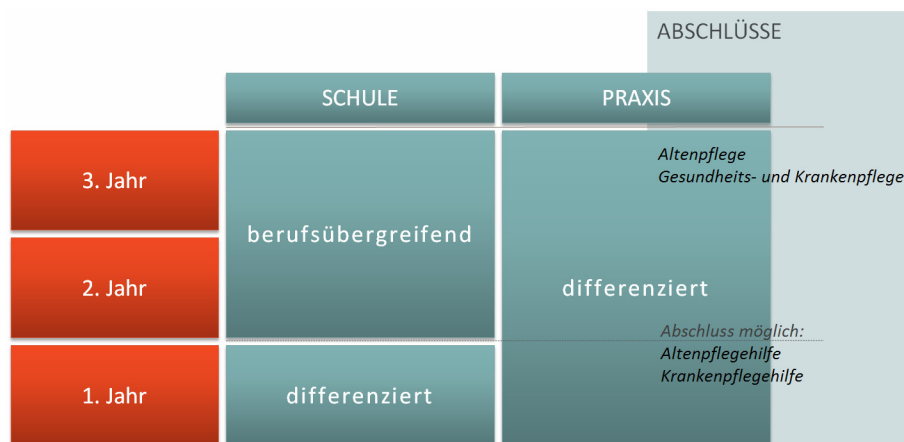 ABSCHLÜSSE
SCHULE
PRAXIS
3. Jahr
berufsübergreifend
Altenpflege
Gesundheits- und Krankenpflege
2. Jahr
differenziert
Abschluss möglich:
Altenpflegehilfe
Krankenpflegehilfe
1. Jahr
differenziert